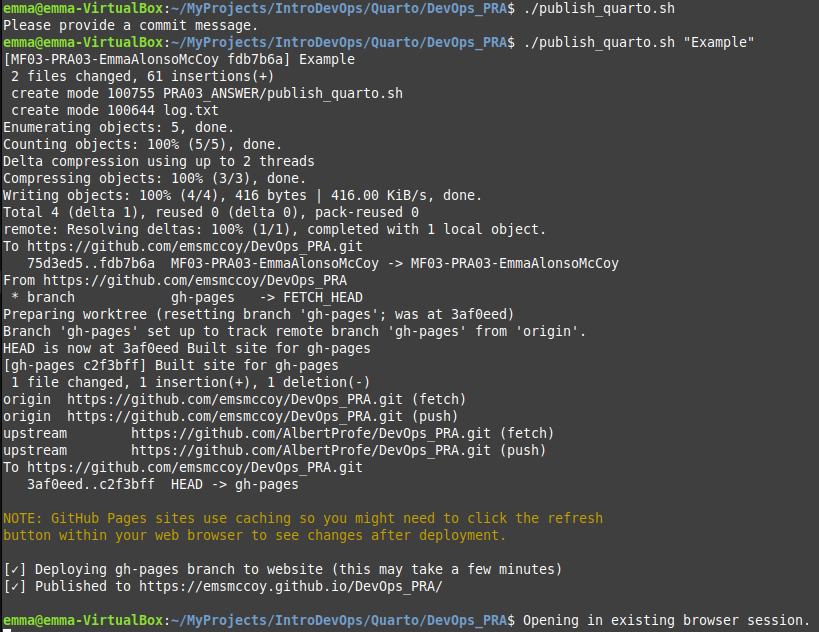 emma@emma-VirtualBox:~/MyProjects/IntroDevOps/Quarto/DevOps_PRA$ ./publish_quarto.sh
Please provide a commit message.
emma@emma-VirtualBox:~/MyProjects/IntroDevOps/Quarto/DevOps_PRA$ ./publish_quarto.sh "Example"
[MF03-PRA03-EmmaAlonsoMcCoy fdb7b6a] Example
 2 files changed, 61 insertions(+)
 create mode 100755 PRA03_ANSWER/publish_quarto.sh
 create mode 100644 log.txt
Enumerating objects: 5, done.
Counting objects: 100% (5/5), done.
Delta compression using up to 2 threads
Compressing objects: 100% (3/3), done.
Writing objects: 100% (4/4), 416 bytes | 416.00 KiB/s, done.
Total 4 (delta 1), reused 0 (delta 0), pack-reused 0
remote: Resolving deltas: 100% (1/1), completed with 1 local object.
To https://github.com/emsmccoy/DevOps_PRA.git
   75d3ed5..fdb7b6a  MF03-PRA03-EmmaAlonsoMcCoy -> MF03-PRA03-EmmaAlonsoMcCoy
From https://github.com/emsmccoy/DevOps_PRA
 * branch            gh-pages   -> FETCH_HEAD
Preparing worktree (resetting branch 'gh-pages'; was at 3af0eed)
Branch 'gh-pages' set up to track remote branch 'gh-pages' from 'origin'.
HEAD is now at 3af0eed Built site for gh-pages
[gh-pages c2f3bff] Built site for gh-pages
 1 file changed, 1 insertion(+), 1 deletion(-)
origin  https://github.com/emsmccoy/DevOps_PRA.git (fetch)
origin  https://github.com/emsmccoy/DevOps_PRA.git (push)
upstream        https://github.com/AlbertProfe/DevOps_PRA.git (fetch)
upstream        https://github.com/AlbertProfe/DevOps_PRA.git (push)
To https://github.com/emsmccoy/DevOps_PRA.git
   3af0eed..c2f3bff  HEAD -> gh-pages
NOTE: GitHub Pages sites use caching so you might need to click the refresh
button within your web browser to see changes after deployment.
[✓] Deploying gh-pages branch to website (this may take a few minutes)
[✓] Published to https://emsmccoy.github.io/DevOps_PRA/
emma@emma-VirtualBox:~/MyProjects/IntroDevOps/Quarto/DevOps_PRA$ Opening in existing browser session.